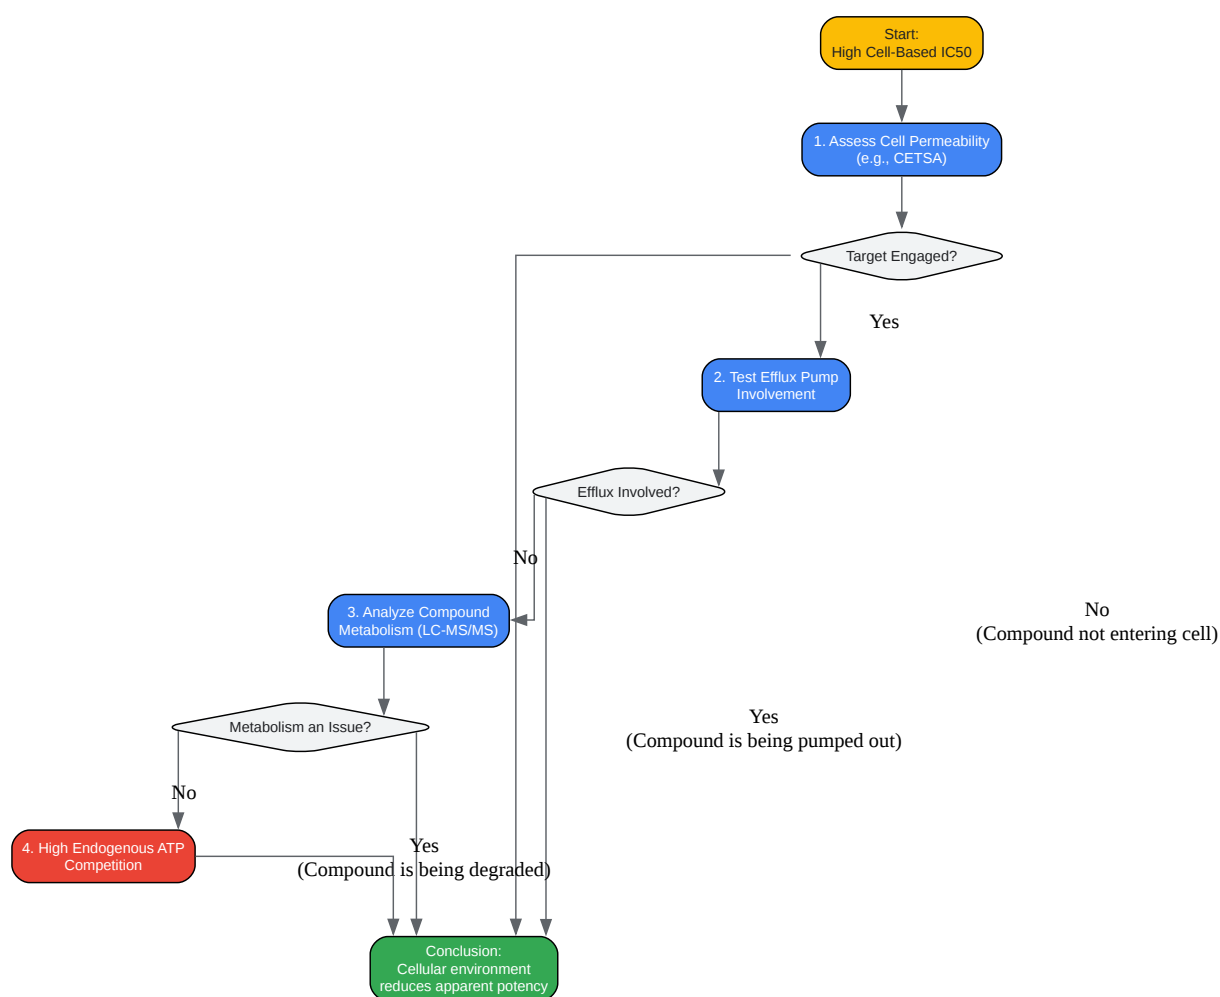 Start:
High Cell-Based IC50
1. Assess Cell Permeability
(e.g., CETSA)
Target Engaged?
Yes
2. Test Efflux Pump
Involvement
Efflux Involved?
No
3. Analyze Compound
Metabolism (LC-MS/MS)
No
(Compound not entering cell)
Yes
(Compound is being pumped out)
Metabolism an Issue?
No
4. High Endogenous ATP
Competition
Yes
(Compound is being degraded)
Conclusion:
Cellular environment
reduces apparent potency